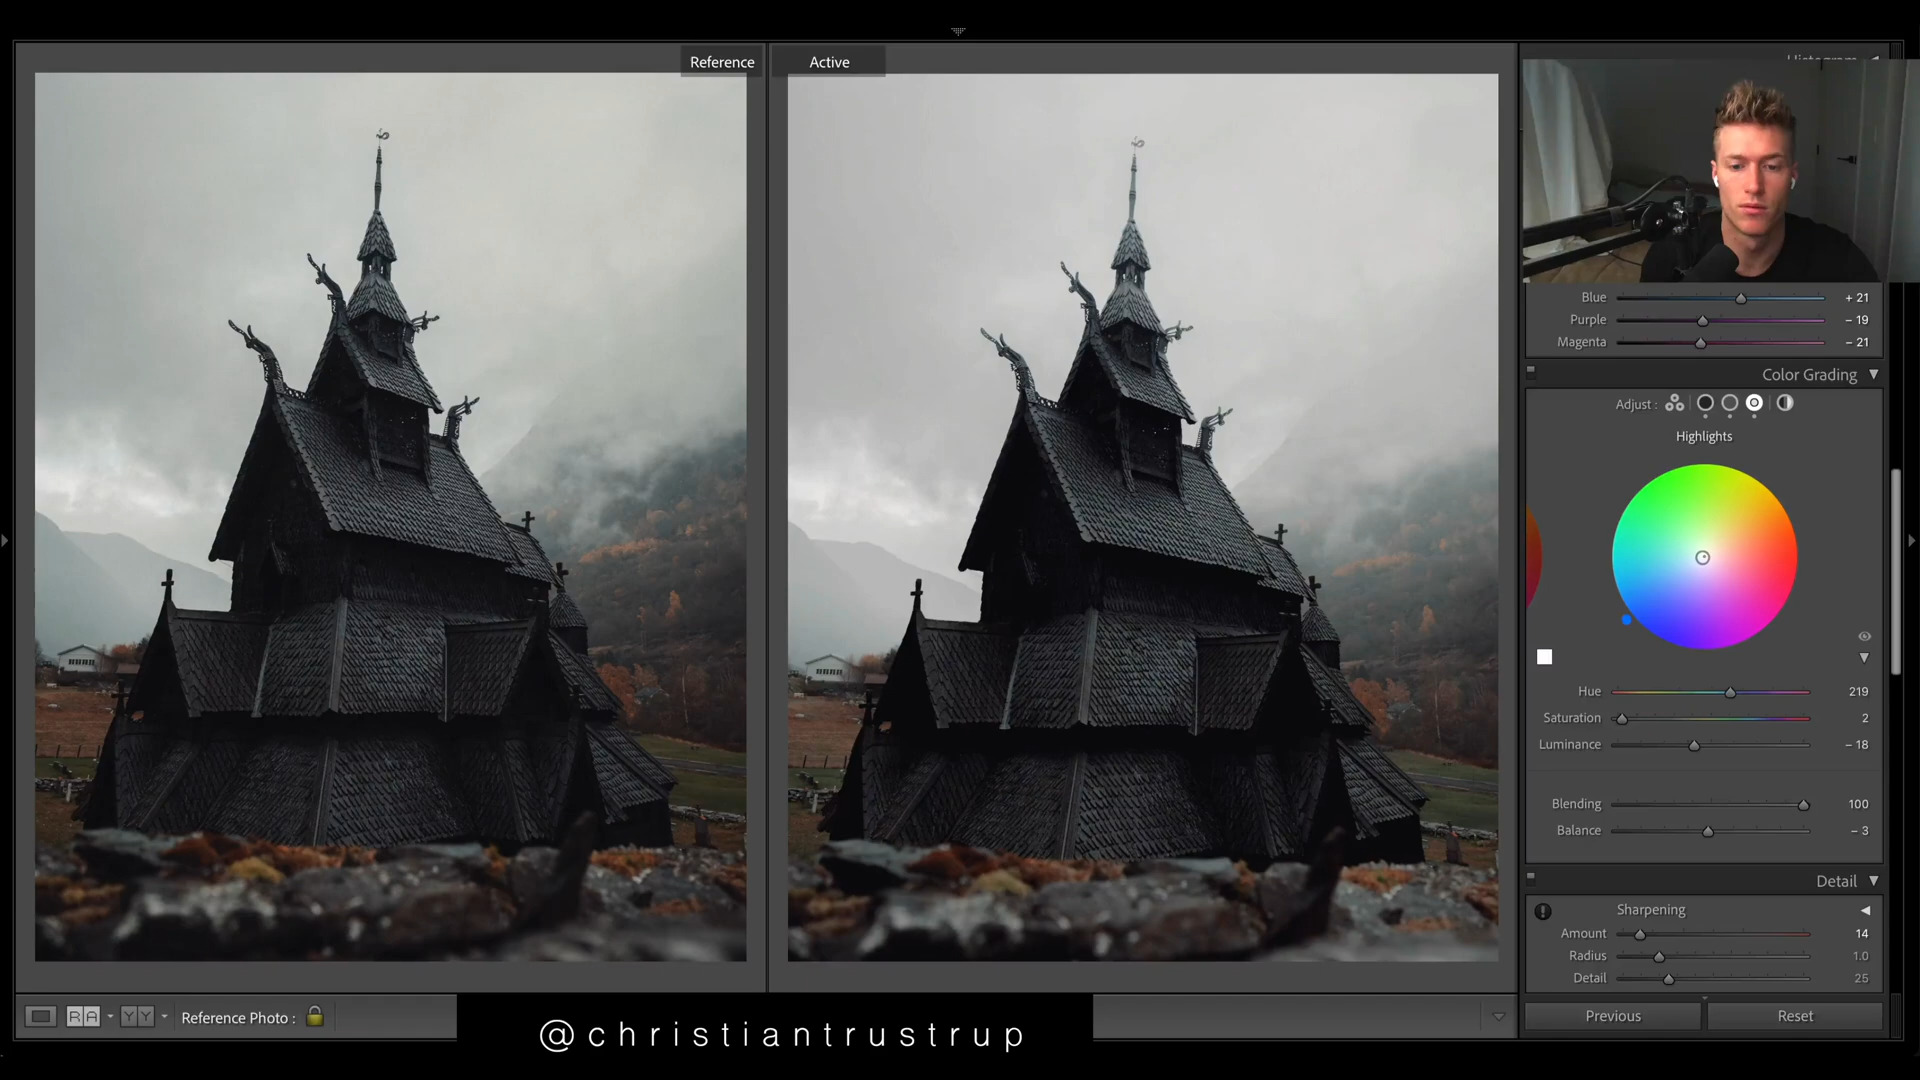 Reference
Active
Histogram
Blue + 21
Purple – 19
Magenta – 21
Color Grading
Adjust :
Highlights
Hue 219
Saturation 2
Luminance – 18
Blending 100
Balance – 3
Detail
Sharpening
Amount 14
Radius 1.0
Detail 25
R A
Y Y
Reference Photo :
Previous
Reset
@christiantrustrup